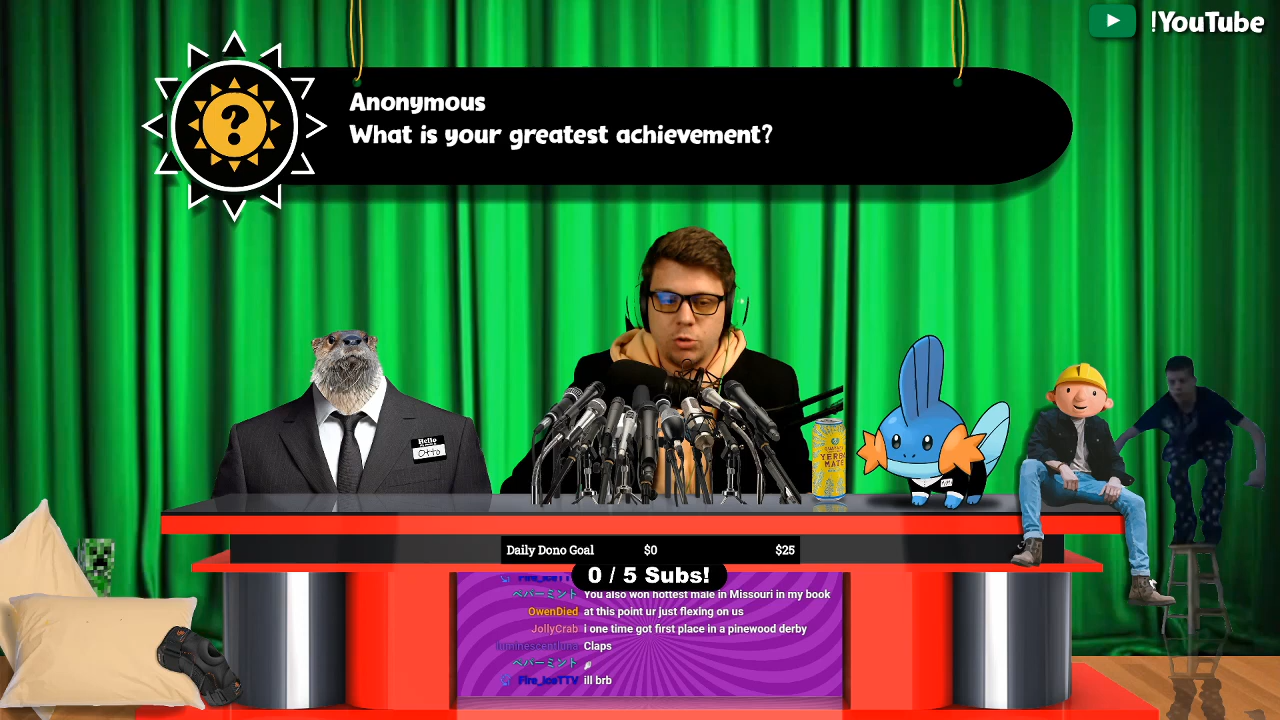 !YouTube
Anonymous
What is your greatest achievement?
Hello
Otto
YERBA
MATE
Daily Dono Goal $0 $25
0 / 5 Subs!
ペパーミント You also won hottest male in Missouri in my book
OwenDied at this point ur just flexing on us
JollyCrab i one time got first place in a pinewood derby
luminescentluna Claps
ペパーミント
Fire_IceTTV ill brb